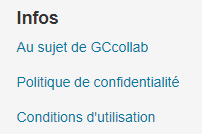 Infos
Au sujet de GCcollab
Politique de confidentialité
Conditions d'utilisation